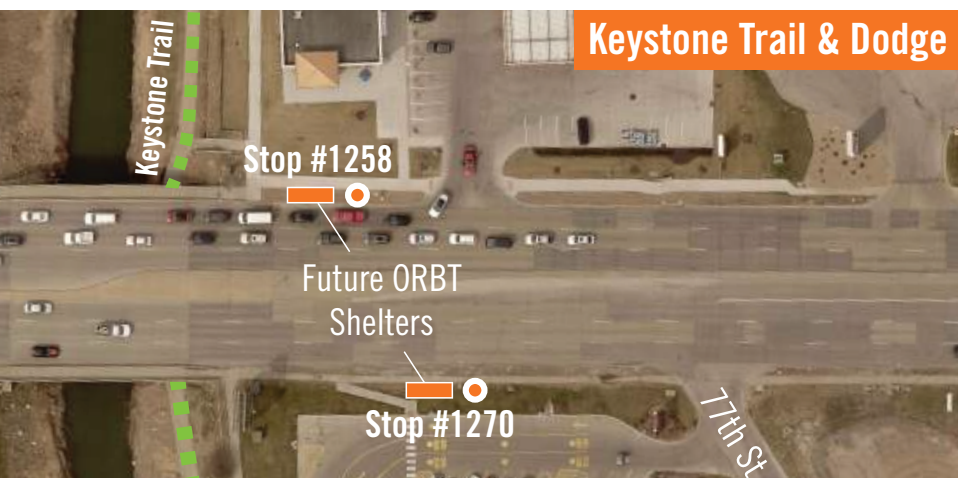 Keystone Trail & Dodge
Keystone Trail
Stop #1258
Future ORBT
Shelters
Stop #1270
77th St